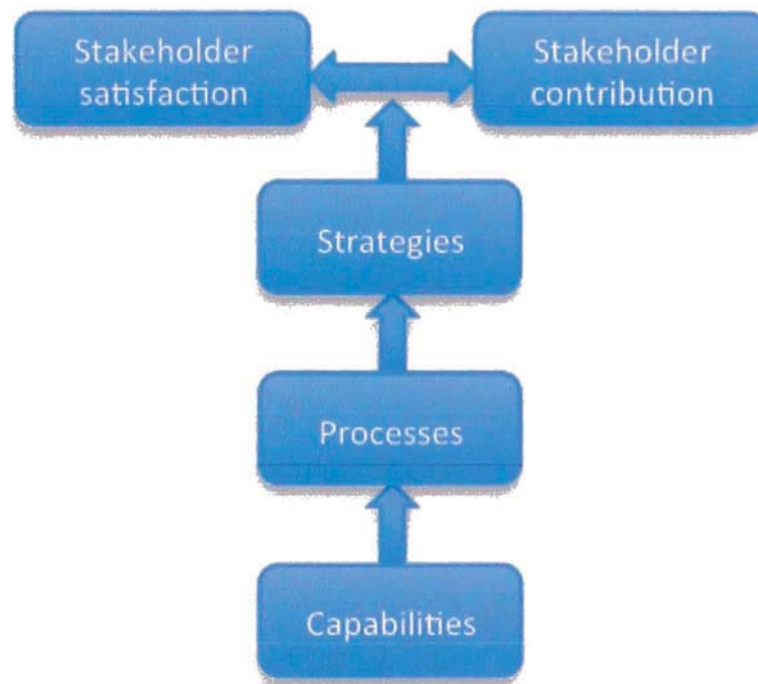 Stakeholder
satisfaction
Stakeholder
contribution
Strategies
Processes
Capabilities